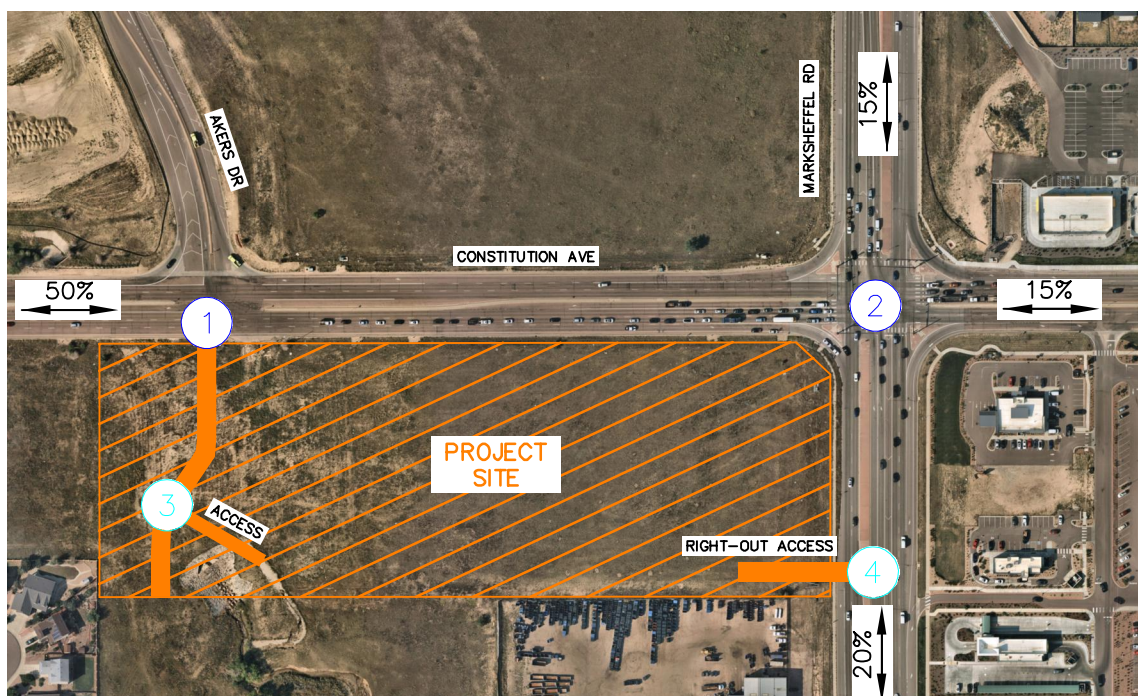 15%
MARKSHEFFEL RD
AKERS DR
CONSTITUTION AVE
50%
15%
1
2
PROJECT
SITE
3
ACCESS
RIGHT-OUT ACCESS
4
20%